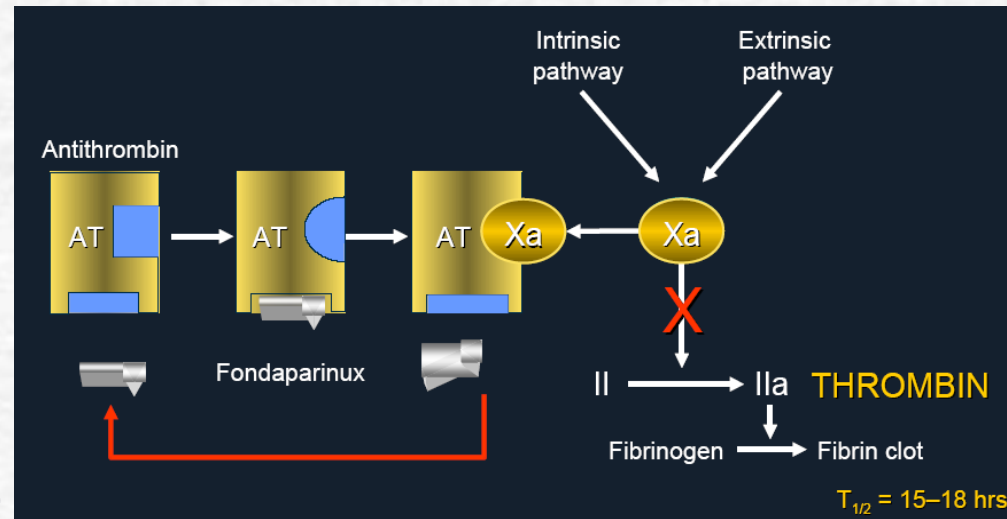 Intrinsic
pathway
Extrinsic
pathway
Antithrombin
AT
AT
AT
Xa
Xa
X
Fondaparinux
II
IIa
THROMBIN
Fibrinogen
Fibrin clot
T1/2 = 15–18 hrs